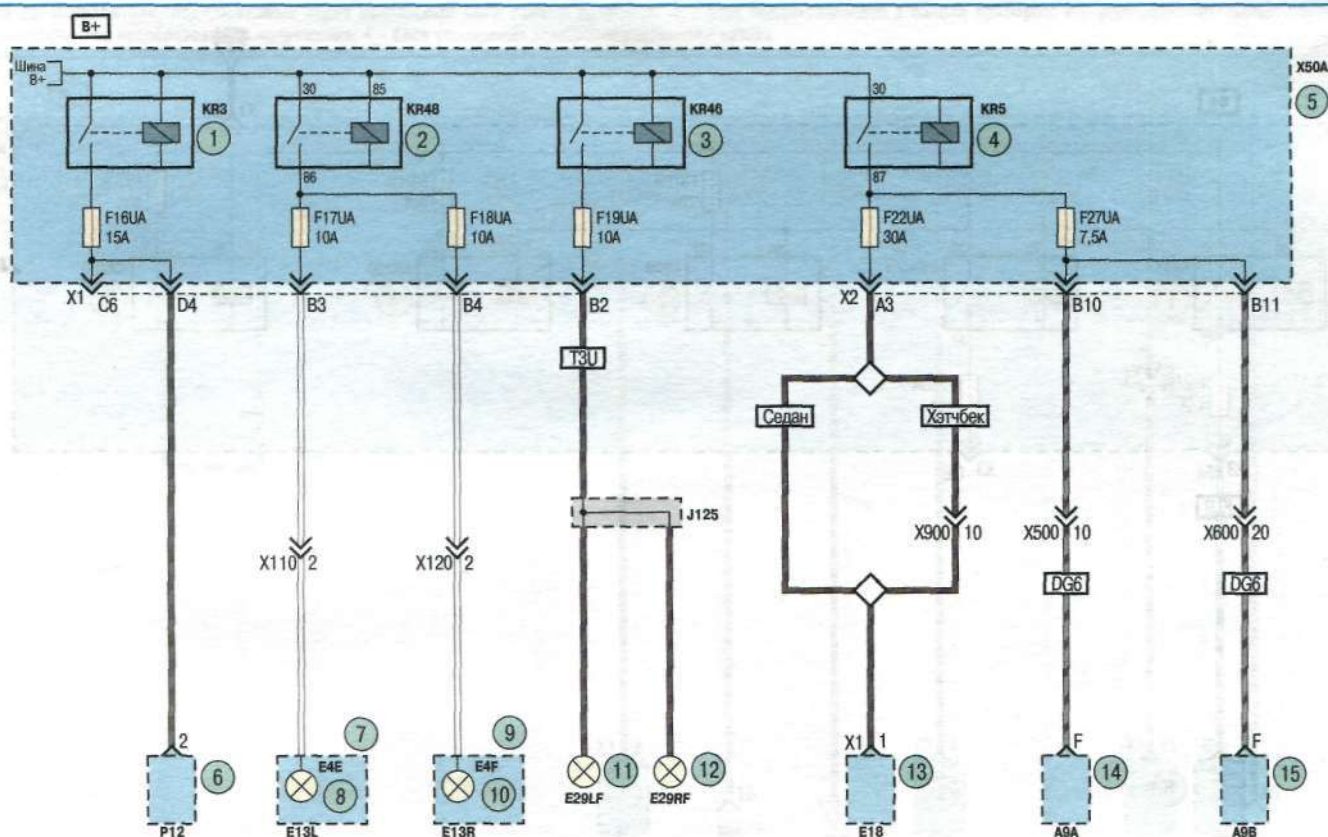 B+
Шина
B+
X50A
30
85
30
KR3
KR48
KR46
KR5
5
1
2
3
4
86
87
F16UA
15A
F17UA
10A
F18UA
10A
F19UA
10A
F22UA
30A
F27UA
7,5A
X1
C6
D4
B3
B4
B2
X2
A3
B10
B11
T3U
Седан
Хэтчбек
J125
X110
2
X120
2
X900
10
X500
10
X600
20
DG6
DG6
2
7
9
X1
1
F
F
6
E4E
8
E4F
10
11
12
13
14
15
P12
E13L
E13R
E29LF
E29RF
E18
A9A
A9B